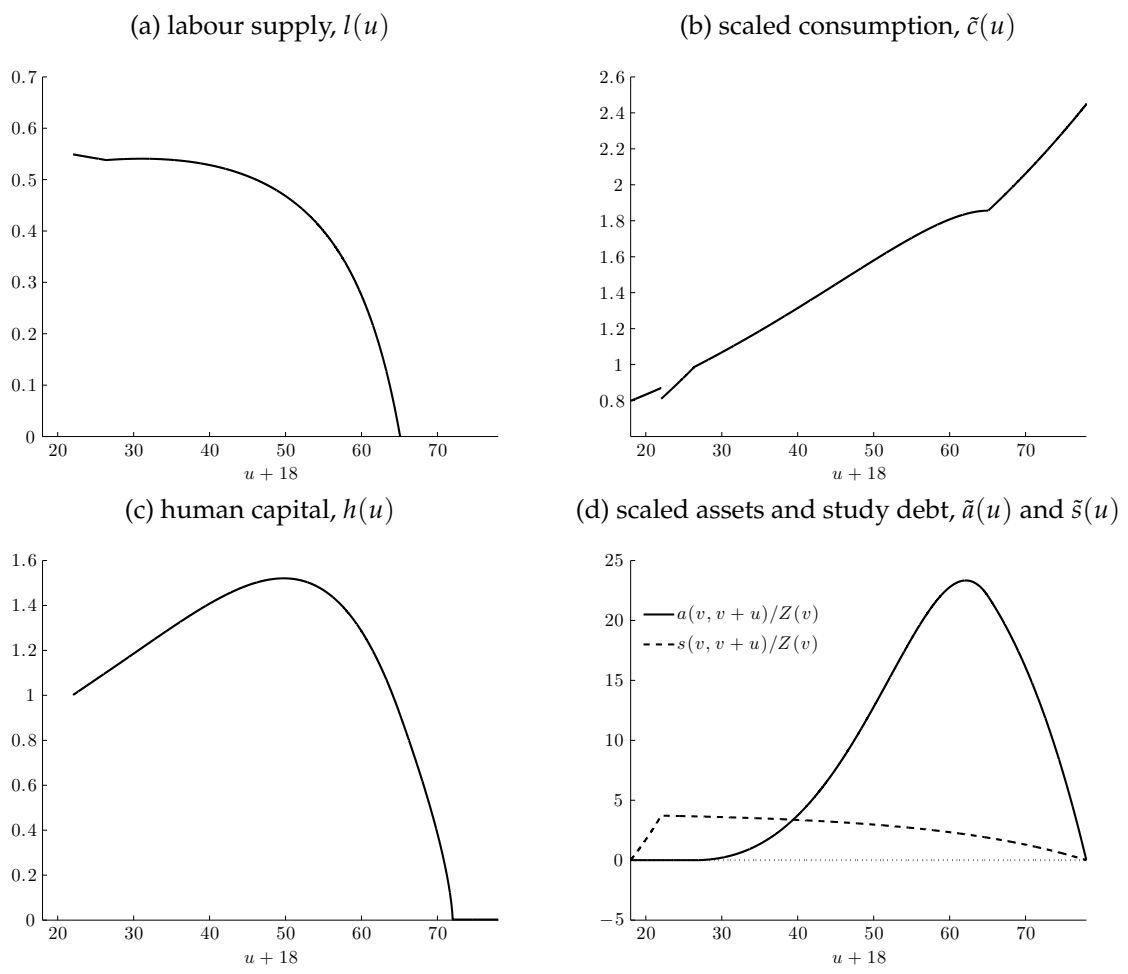 (a) labour supply, l(u)
0.7
0.6
0.5
0.4
0.3
0.2
0.1
0
20 30 40 50 60 70
u + 18
(b) scaled consumption, c̃(u)
2.6
2.4
2.2
2
1.8
1.6
1.4
1.2
1
0.8
20 30 40 50 60 70
u + 18
(c) human capital, h(u)
1.6
1.4
1.2
1
0.8
0.6
0.4
0.2
0
20 30 40 50 60 70
u + 18
(d) scaled assets and study debt, ã(u) and s̃(u)
25
20
15
10
5
0
−5
a(v, v + u)/Z(v)
s(v, v + u)/Z(v)
20 30 40 50 60 70
u + 18